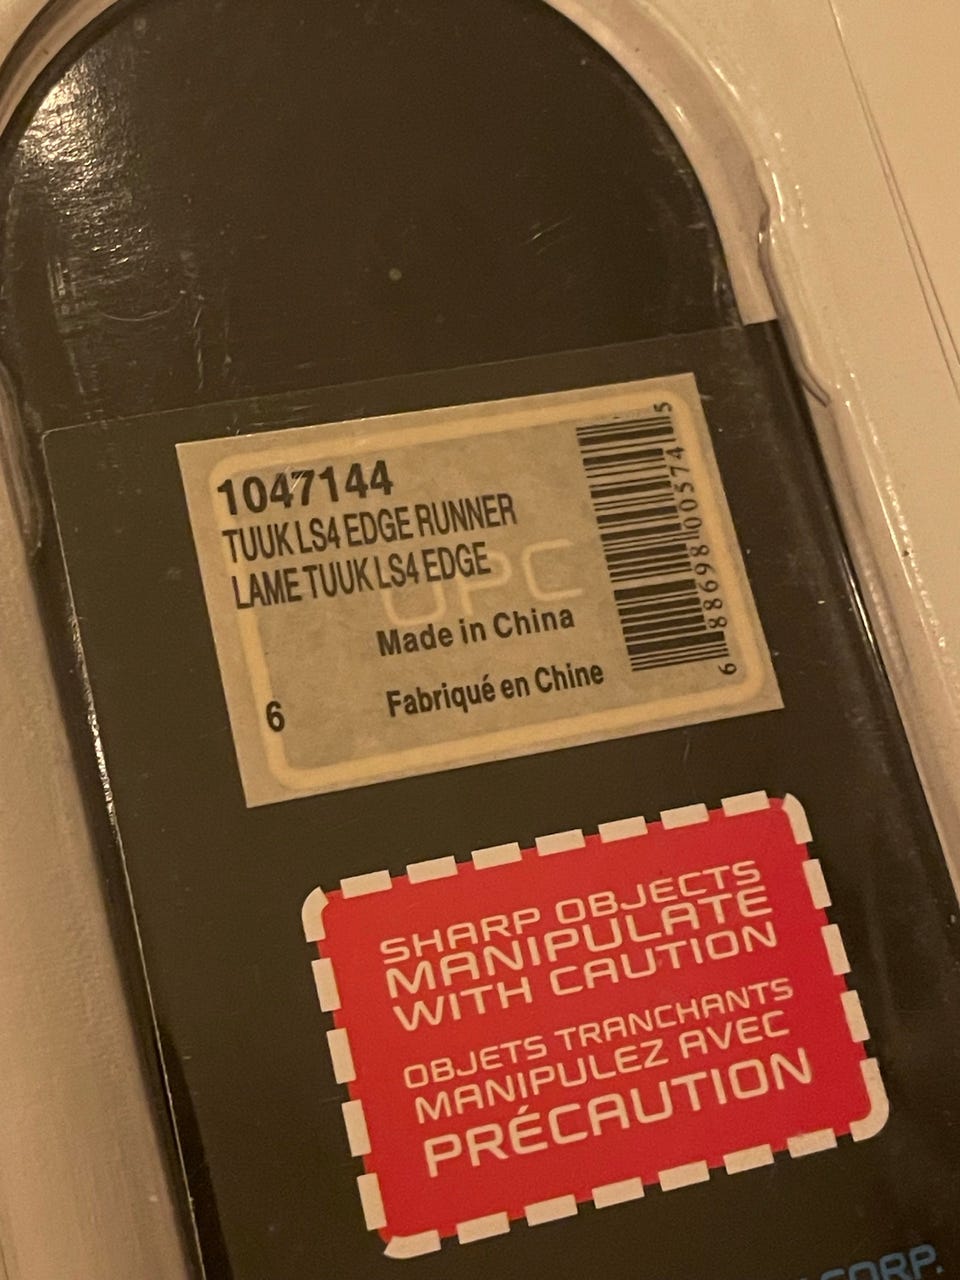 1047144
TUUK LS4 EDGE RUNNER
LAME TUUK LS4 EDGE
UPC
Made in China
6
Fabriqué en Chine
6 88698 00574 5
SHARP OBJECTS
MANIPULATE
WITH CAUTION
OBJETS TRANCHANTS
MANIPULEZ AVEC
PRÉCAUTION
CORP.